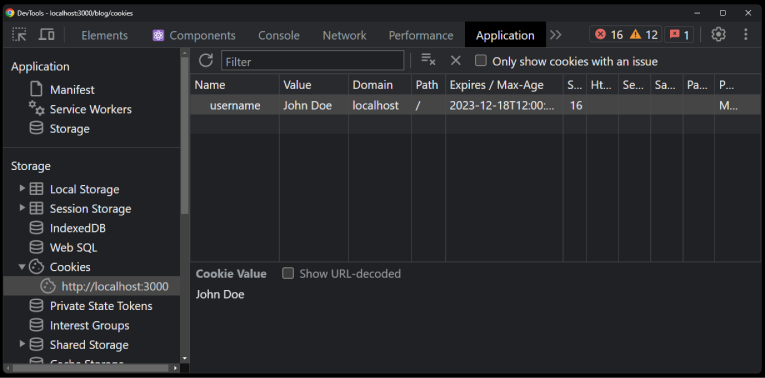 DevTools - localhost:3000/blog/cookies
Elements Components Console Network Performance Application 16 12 1
Application
Manifest
Service Workers
Storage
Storage
Local Storage
Session Storage
IndexedDB
Web SQL
Cookies
http://localhost:3000
Private State Tokens
Interest Groups
Shared Storage
Cache Storage
Filter Only show cookies with an issue
Name Value Domain Path Expires / Max-Age S... Ht... Se... Sa... Pa... P...
username John Doe localhost / 2023-12-18T12:00:... 16 M...
Cookie Value Show URL-decoded
John Doe